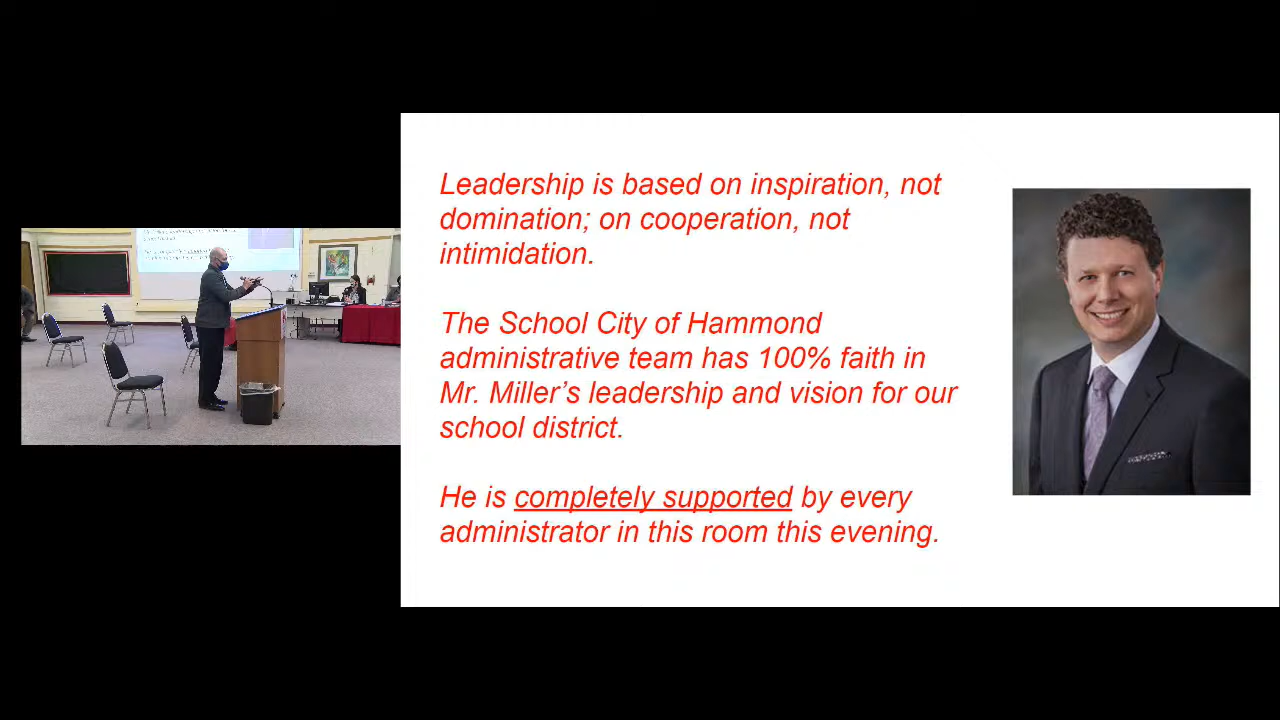 Leadership is based on inspiration, not
domination; on cooperation, not
intimidation.
The School City of Hammond
administrative team has 100% faith in
Mr. Miller's leadership and vision for our
school district.
He is completely supported by every
administrator in this room this evening.